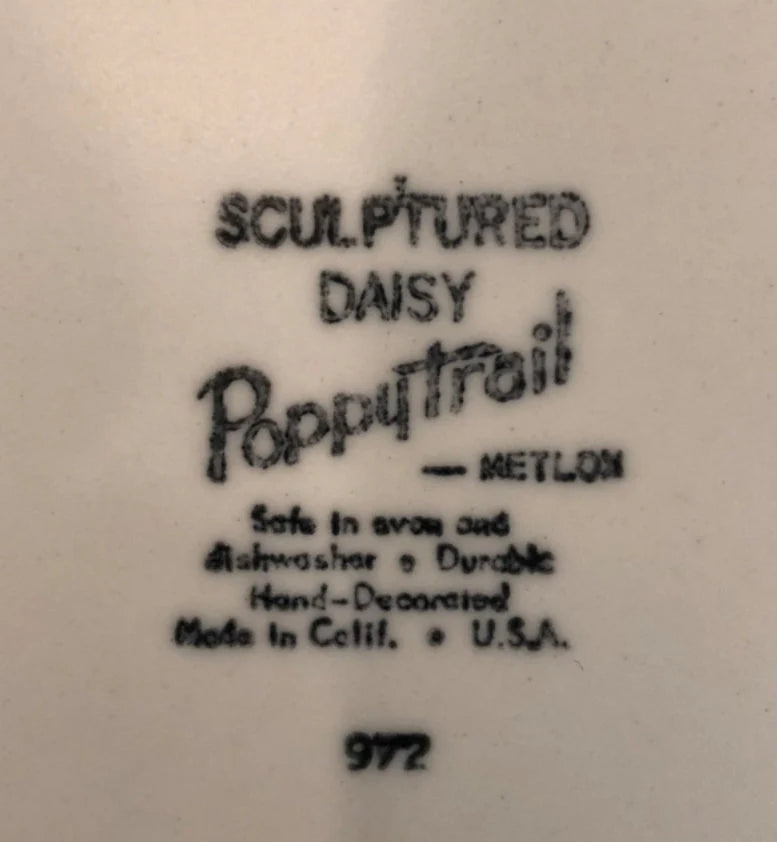 SCULPTURED
DAISY
Poppytrail
— METLOX
Safe in oven and
dishwasher • Durable
Hand-Decorated
Made in Calif. • U.S.A.
972